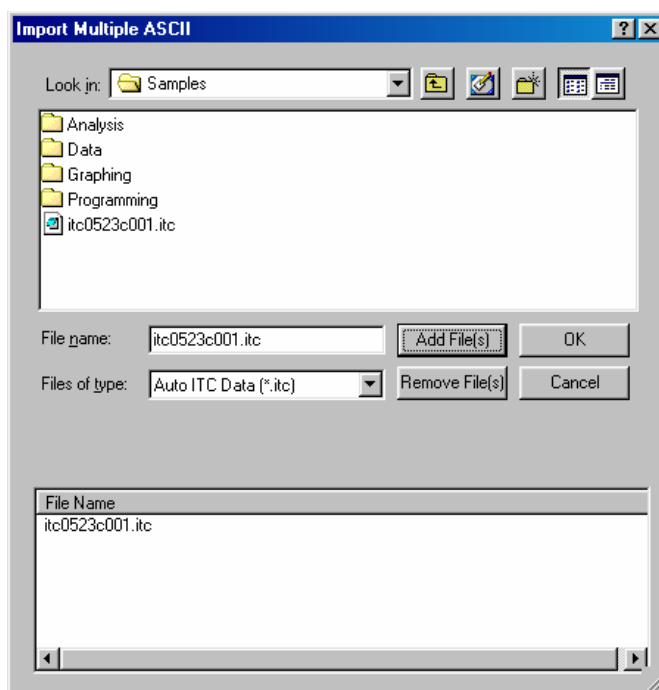 Import Multiple ASCII
Look in: Samples
Analysis
Data
Graphing
Programming
itc0523c001.itc
File name: itc0523c001.itc Add File(s) OK
Files of type: Auto ITC Data (*.itc) Remove File(s) Cancel
File Name
itc0523c001.itc